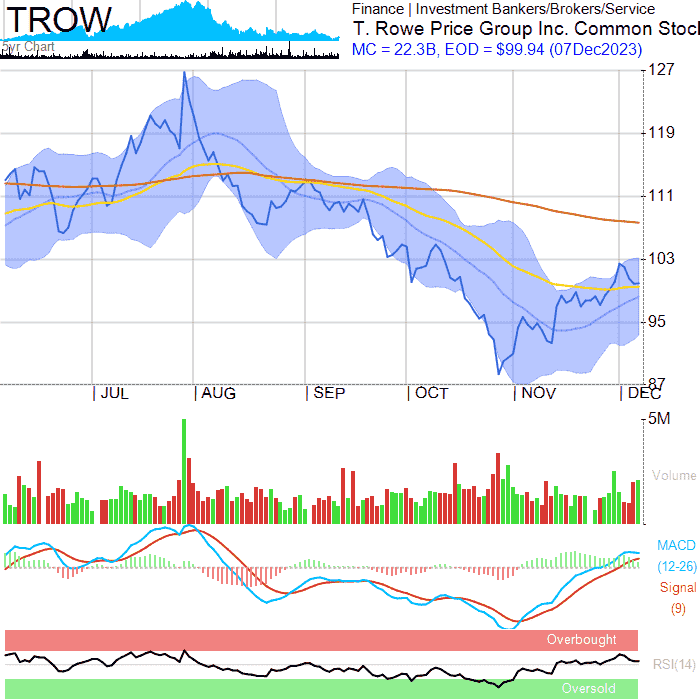 TROW
5yr Chart
Finance | Investment Bankers/Brokers/Service
T. Rowe Price Group Inc. Common Stock
MC = 22.3B, EOD = $99.94 (07Dec2023)
127
119
111
103
95
87
JUL AUG SEP OCT NOV DEC
5M
Volume
MACD
(12-26)
Signal
(9)
Overbought
RSI(14)
Oversold